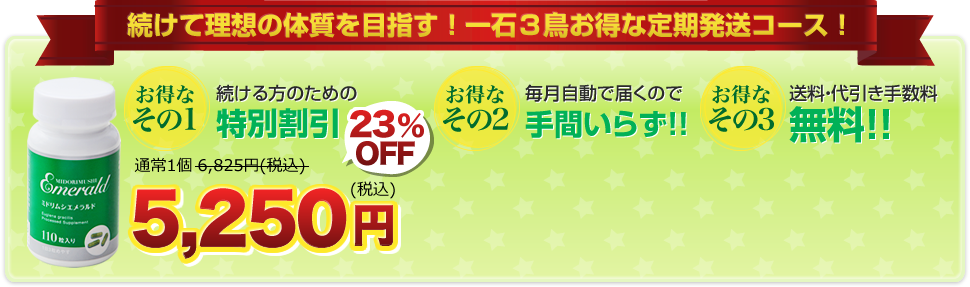 続けて理想の体質を目指す！一石３鳥お得な定期発送コース！
お得な
その1
続ける方のための
特別割引
23%
OFF
通常1個 6,825円(税込)
5,250円
(税込)
お得な
その2
毎月自動で届くので
手間いらず!!
お得な
その3
送料・代引き手数料
無料!!
MIDORIMUSHI
Emerald
ミドリムシエメラルド
Euglena gracilis
Processed Supplement
110粒入り